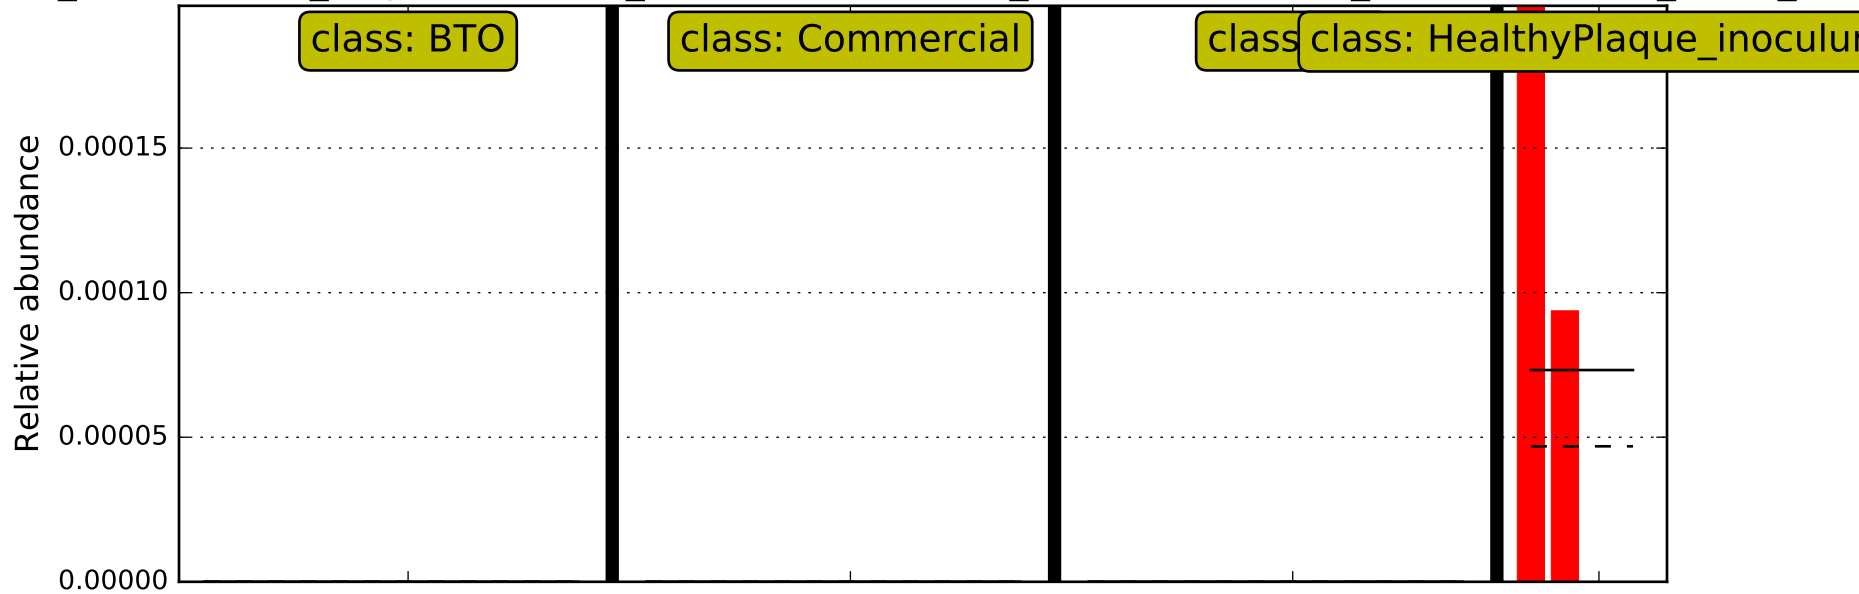 class: BTO
class: Commercial
class
class: HealthyPlaque_inoculu
Relative abundance
0.00015
0.00010
0.00005
0.00000